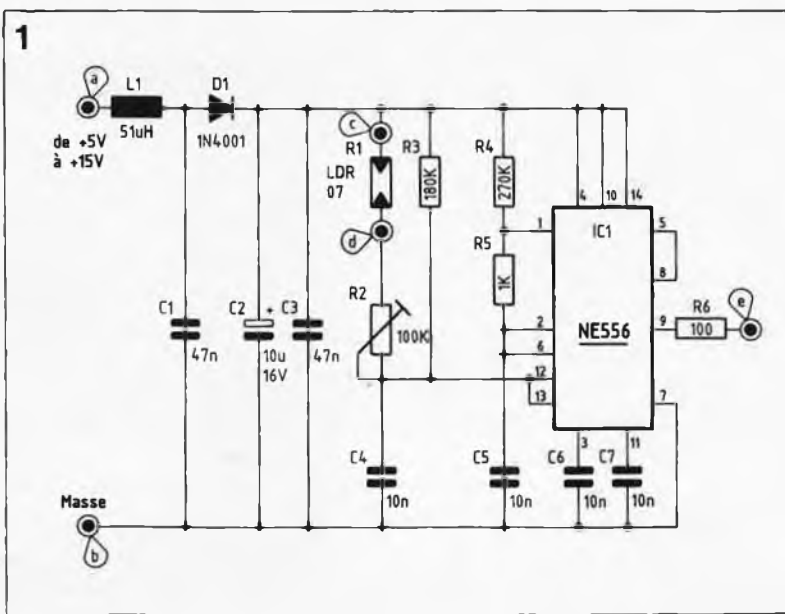 1
a
L1
D1
51uH
1N4001
de +5V
à +15V
c
R1
LDR
07
d
R3
180K
R4
270K
R5
1K
4
10
14
1
IC1
5
8
NE556
2
6
12
13
9
7
3
11
R6
100
e
C1
47n
C2
+
10u
16V
C3
47n
R2
100K
C4
10n
C5
10n
C6
10n
C7
10n
Masse
b